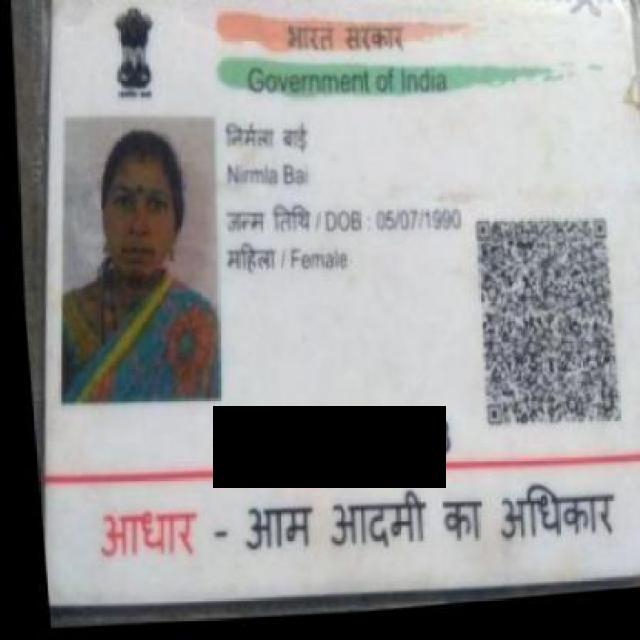 भारत सरकार
Government of India
निर्मला बाई
Nirmla Bai
जन्म तिथि / DOB : 05/07/1990
महिला / Female
आधार - आम आदमी का अधिकार